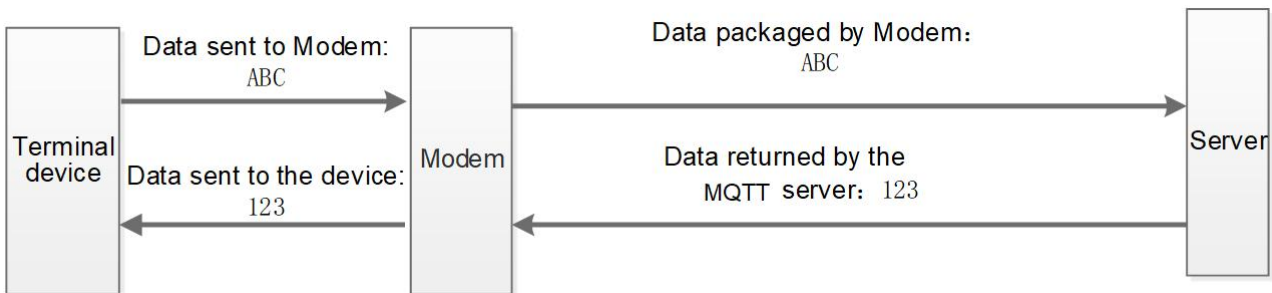 Terminal
device
Data sent to Modem:
ABC
Data sent to the device:
123
Modem
Data packaged by Modem：
ABC
Data returned by the
MQTT server：123
Server